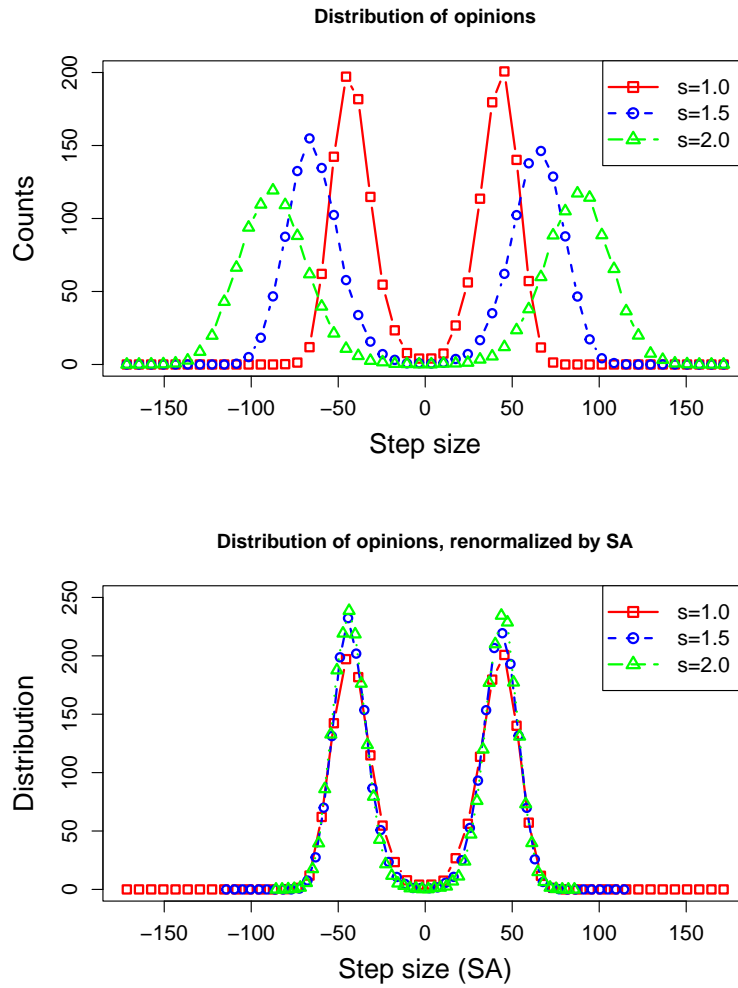 Distribution of opinions
200
150
100
50
0
Counts
s=1.0
s=1.5
s=2.0
−150 −100 −50 0 50 100 150
Step size
Distribution of opinions, renormalized by SA
250
200
150
100
50
0
Distribution
s=1.0
s=1.5
s=2.0
−150 −100 −50 0 50 100 150
Step size (SA)